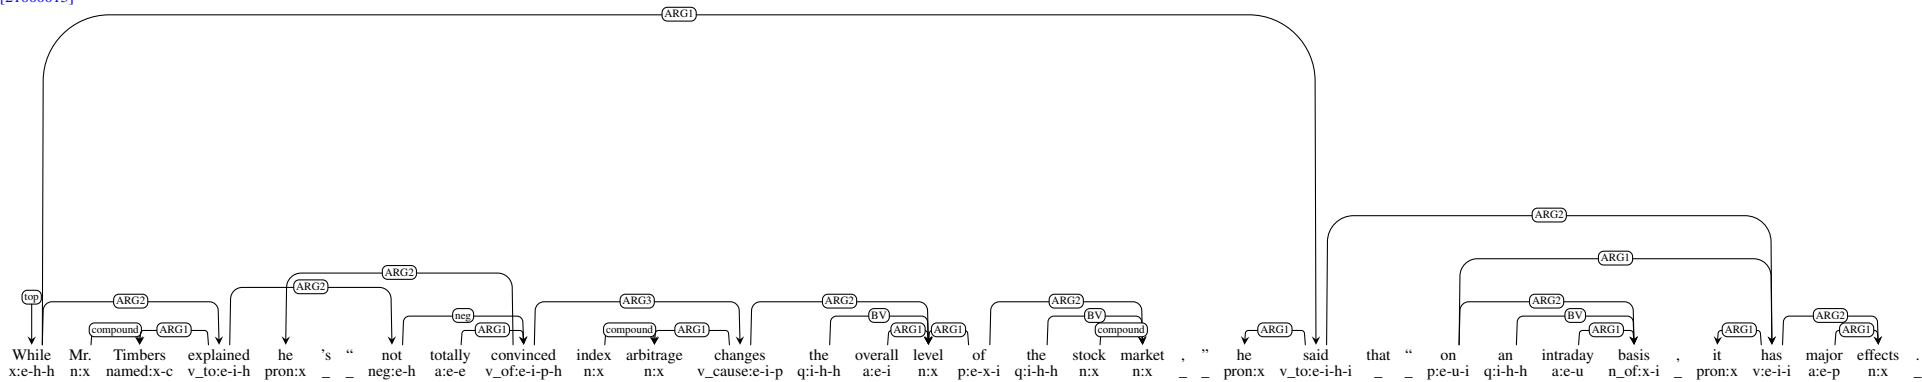 ARG1
ARG2
ARG1
ARG2
ARG2
top ARG2 ARG2 ARG3 ARG2 ARG2 ARG2
neg BV BV BV ARG2
compound ARG1 ARG1 compound ARG1 ARG1 ARG1 compound ARG1 ARG1 ARG1 ARG1
While Mr. Timbers explained he 's “ not totally convinced index arbitrage changes the overall level of the stock market , ” he said that “ on an intraday basis , it has major effects .
x:e-h-h n:x named:x-c v_to:e-i-h pron:x _ _ neg:e-h a:e-e v_of:e-i-p-h n:x n:x v_cause:e-i-p q:i-h-h a:e-i n:x p:e-x-i q:i-h-h n:x n:x _ _ pron:x v_to:e-i-h-i _ _ p:e-u-i q:i-h-h a:e-u n_of:x-i _ pron:x v:e-i-i a:e-p n:x _